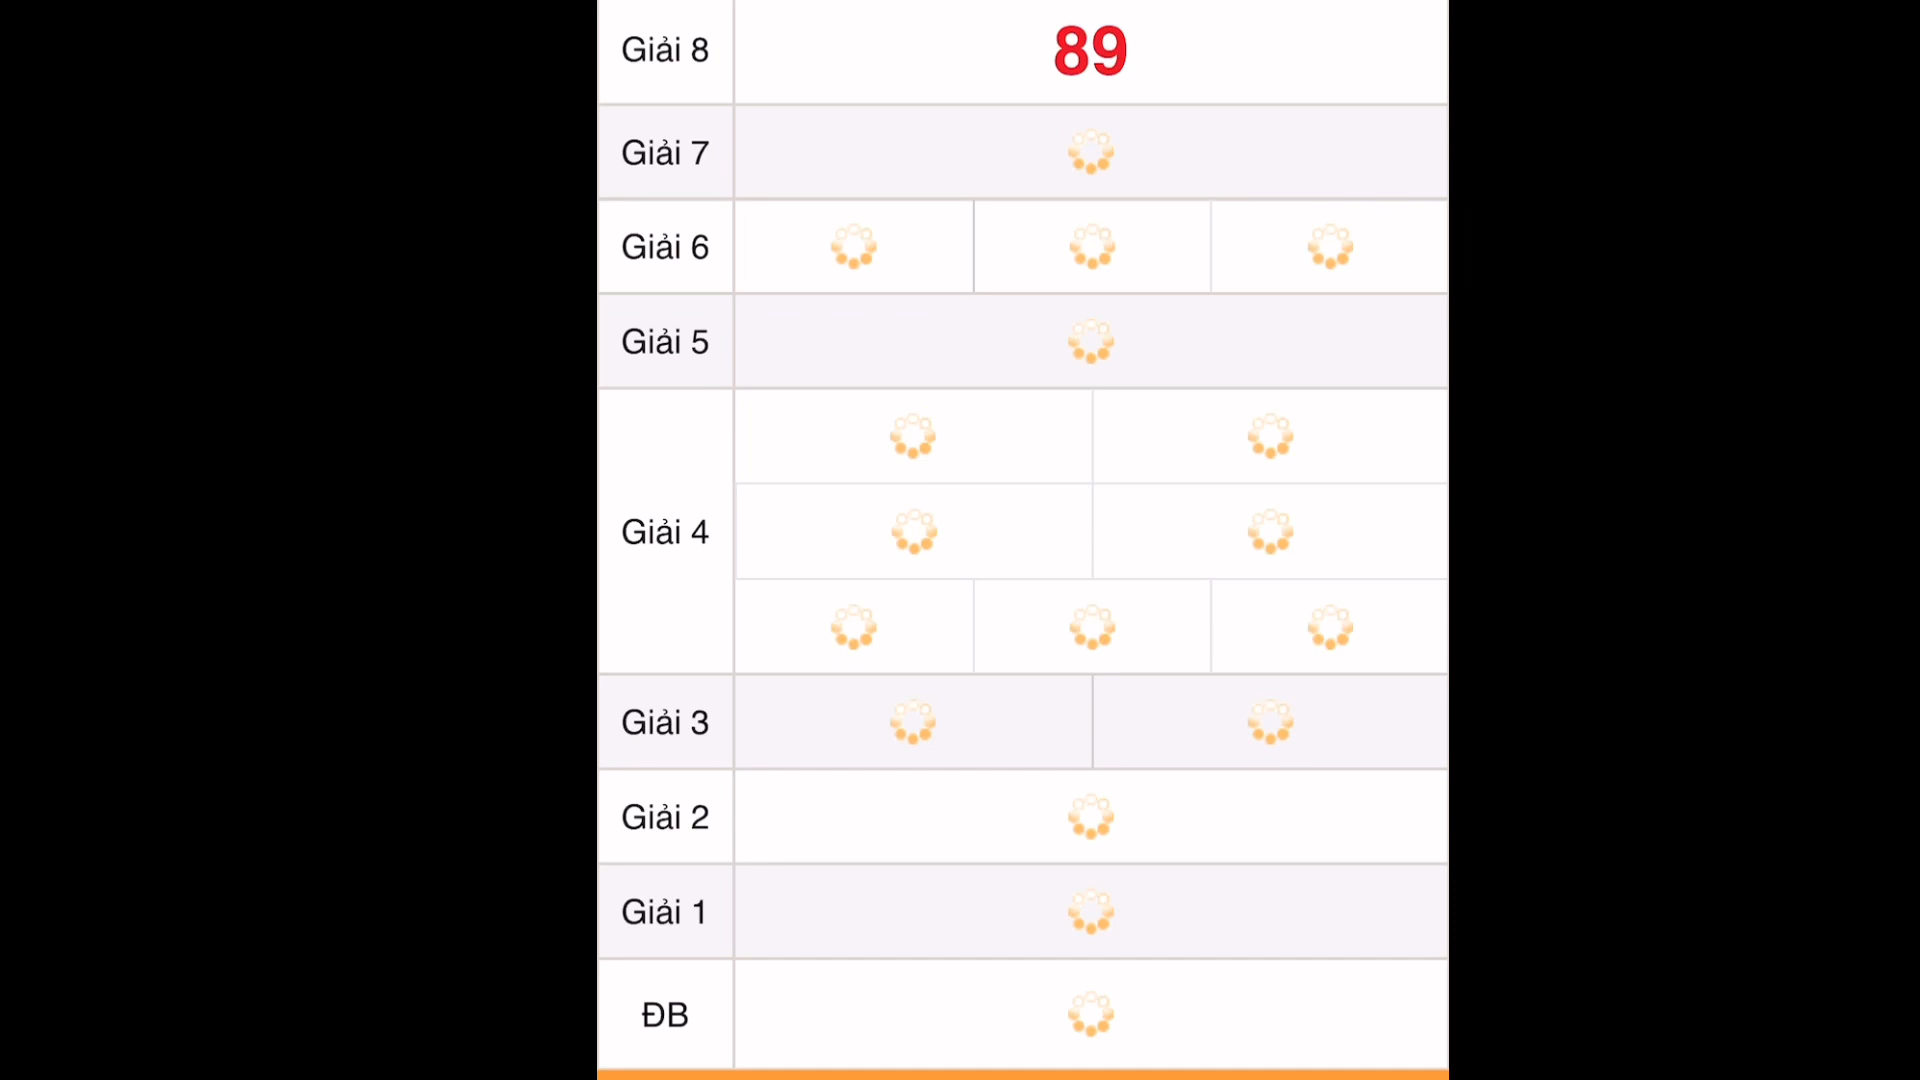 Giải 8 89
Giải 7
Giải 6
Giải 5
Giải 4
Giải 3
Giải 2
Giải 1
ĐB